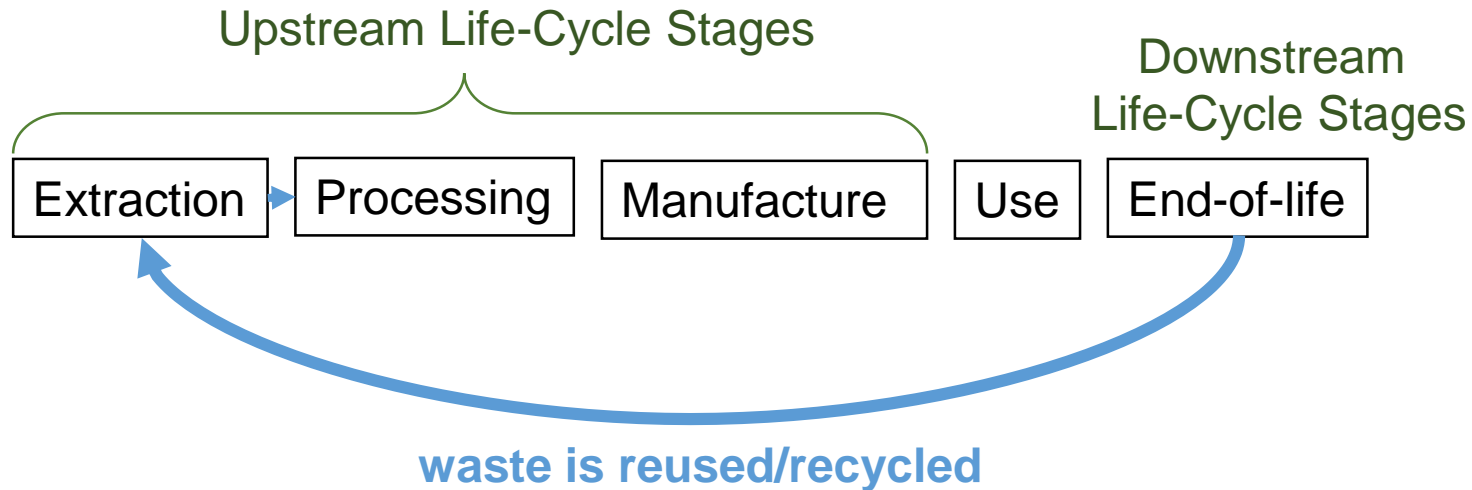 Upstream Life-Cycle Stages
Downstream
Life-Cycle Stages
Extraction
Processing
Manufacture
Use
End-of-life
waste is reused/recycled